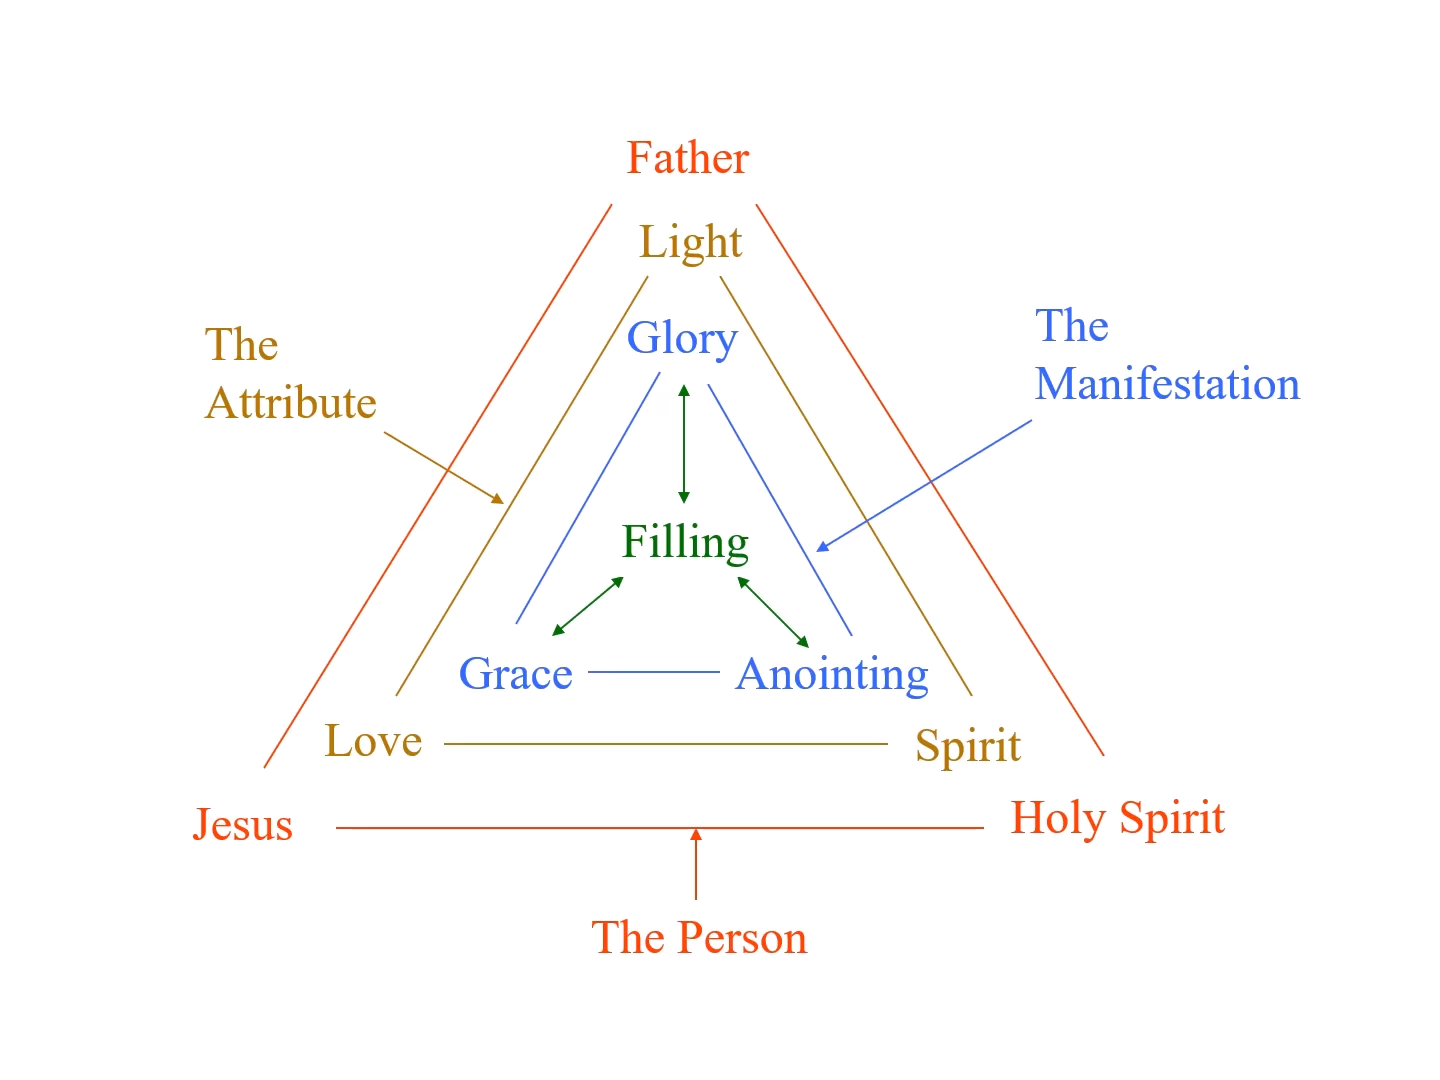 Father
Light
Glory
The
Attribute
The
Manifestation
Filling
Grace
Anointing
Love
Spirit
Jesus
Holy Spirit
The Person